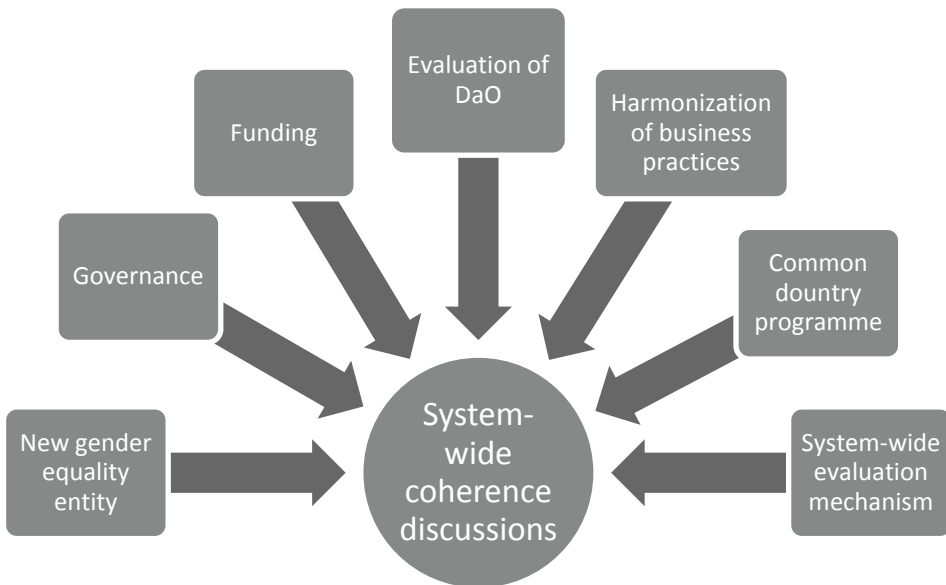 Evaluation of
DaO
Funding
Harmonization
of business
practices
Governance
Common
dountry
programme
New gender
equality
entity
System-
wide
coherence
discussions
System-wide
evaluation
mechanism